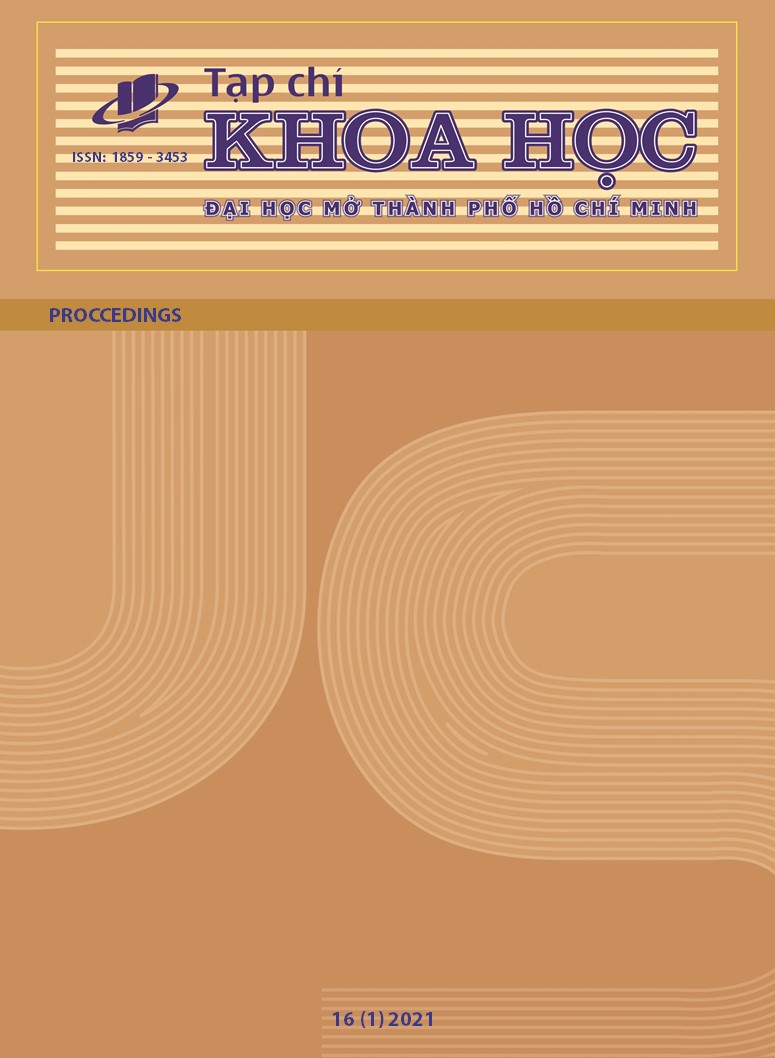 Tạp chí
KHOA HỌC
ISSN: 1859 - 3453
ĐẠI HỌC MỞ THÀNH PHỐ HỒ CHÍ MINH
PROCCEDINGS
16 (1) 2021